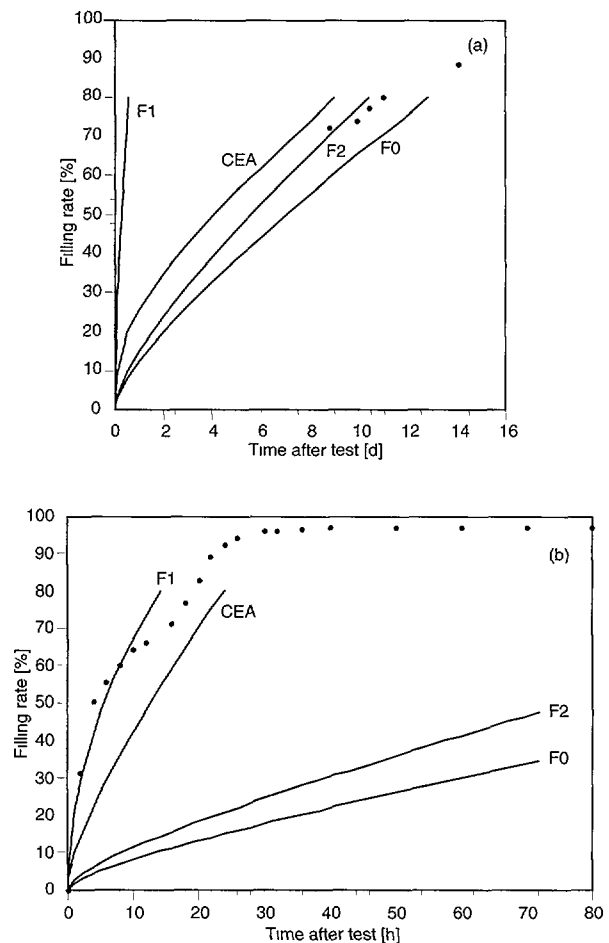 100
90
80
70
60
50
40
30
20
10
0
Filling rate [%]
(a)
F1
CEA
F2
F0
0 2 4 6 8 10 12 14 16
Time after test [d]
100
90
80
70
60
50
40
30
20
10
0
Filling rate [%]
(b)
F1
CEA
F2
F0
0 10 20 30 40 50 60 70 80
Time after test [h]